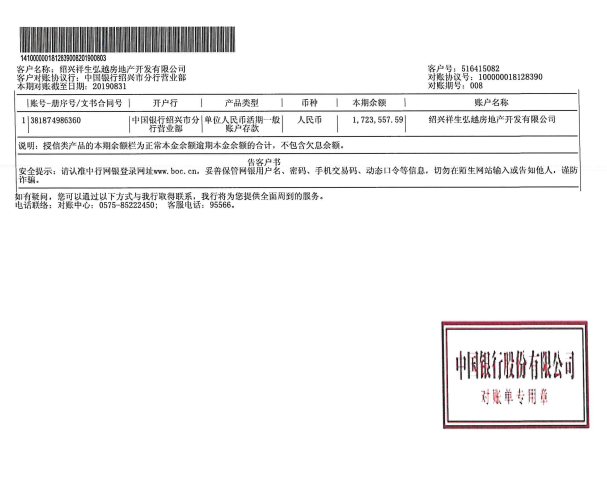 1410000001812839008201900803
客户名称: 绍兴祥生弘越房地产开发有限公司
客户号: 516415082
客户对账协议行: 中国银行绍兴市分行营业部
对账协议号: 100000018128390
本期对账截至日期: 20190831
对账期号: 008
账号-册序号/文书合同号 | 开户行 | 产品类型 | 币种 | 本期余额 | 账户名称
1 381874986360 中国银行绍兴市分行营业部 单位人民币活期一般账户存款 人民币 1,723,557.59 绍兴祥生弘越房地产开发有限公司
说明: 授信类产品的本期余额栏为正常本金余额逾期本金余额的合计, 不包含欠息余额。
告客户书
安全提示: 请认准中行网银登录网址www.boc.cn, 妥善保管网银用户名、密码、手机交易码、动态口令等信息, 切勿在陌生网站输入或告知他人, 谨防
诈骗。
如有疑问, 您可以通过以下方式与我行取得联系, 我行将为您提供全面周到的服务。
电话联络: 对账中心: 0575-85222450; 客服电话: 95566。
中国银行股份有限公司
对账单专用章